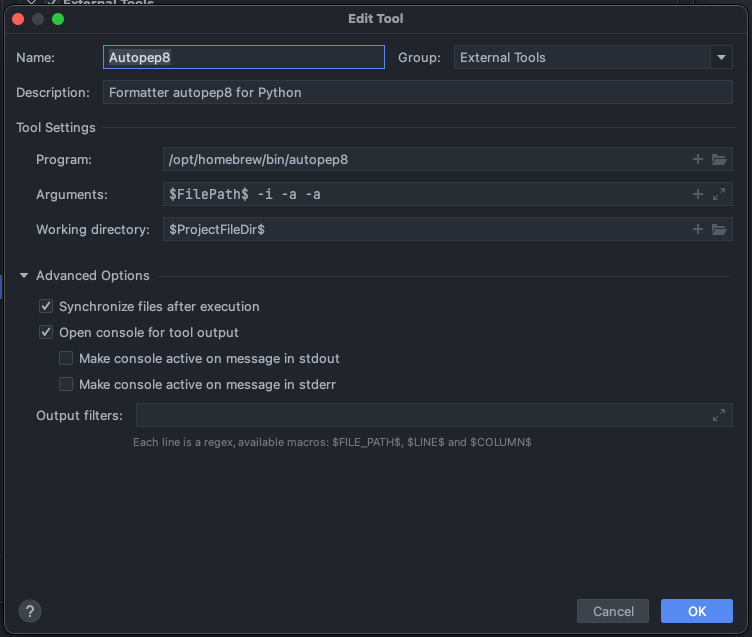 External Tools
Edit Tool
Name: Autopep8 Group: External Tools
Description: Formatter autopep8 for Python
Tool Settings
Program: /opt/homebrew/bin/autopep8
Arguments: $FilePath$ -i -a -a
Working directory: $ProjectFileDir$
Advanced Options
Synchronize files after execution
Open console for tool output
Make console active on message in stdout
Make console active on message in stderr
Output filters:
Each line is a regex, available macros: $FILE_PATH$, $LINE$ and $COLUMN$
? Cancel OK